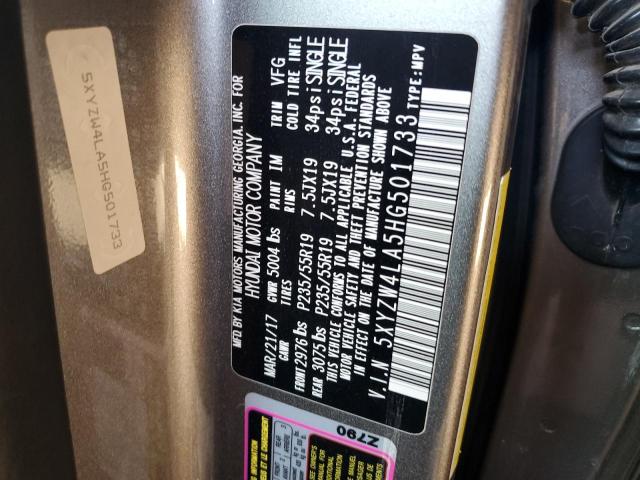 MFD. BY KIA MOTORS MANUFACTURING GEORGIA, INC. FOR
HYUNDAI MOTOR COMPANY
MAR/21/17 GVWR 5004 lbs PAINT IM TRIM VFG
GAWR TIRES RIMS COLD TIRE INFL
FRONT 2976 lbs P235/55R19 7.5JX19 34psi SINGLE
REAR 3075 lbs P235/55R19 7.5JX19 34psi SINGLE
THIS VEHICLE CONFORMS TO ALL APPLICABLE U.S.A. FEDERAL
MOTOR VEHICLE SAFETY AND THEFT PREVENTION STANDARDS
IN EFFECT ON THE DATE OF MANUFACTURE SHOWN ABOVE
V.I.N 5XYZW4LA5HG501733 TYPE:MPV
5XYZW4LA5HG501733
Z790